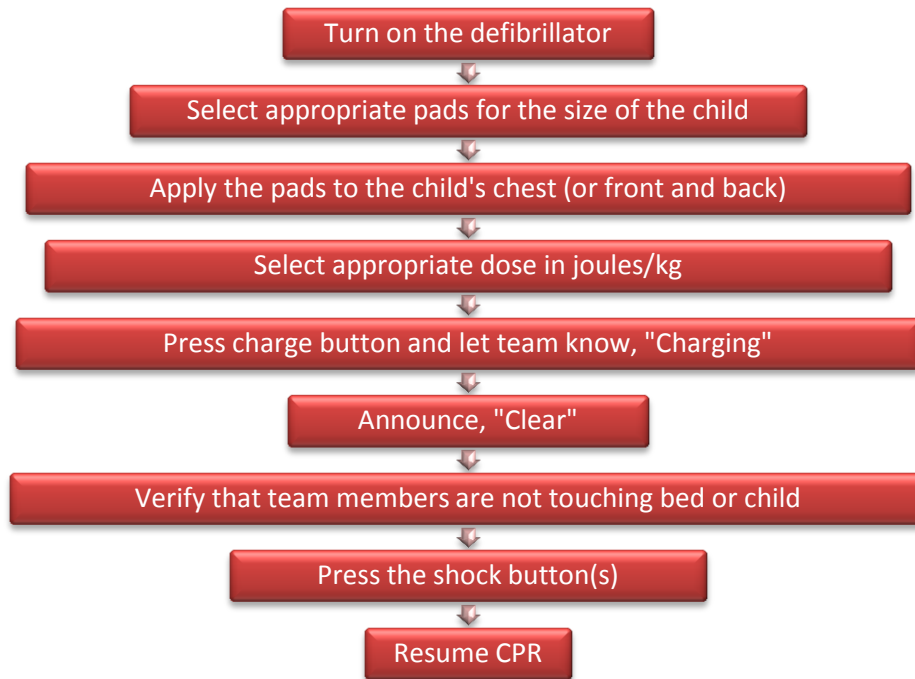 Turn on the defibrillator
Select appropriate pads for the size of the child
Apply the pads to the child's chest (or front and back)
Select appropriate dose in joules/kg
Press charge button and let team know, "Charging"
Announce, "Clear"
Verify that team members are not touching bed or child
Press the shock button(s)
Resume CPR